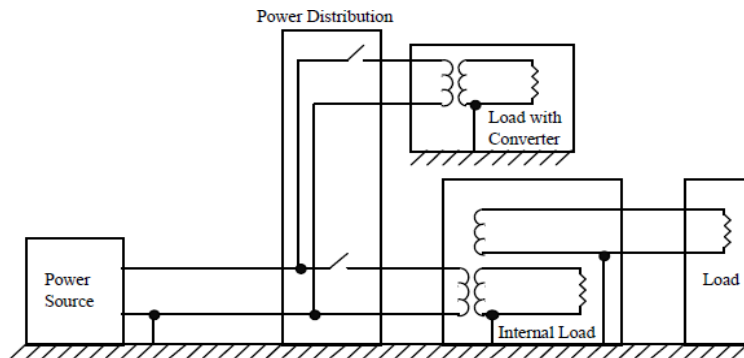 Power Distribution
Load with
Converter
Power
Source
Load
Internal Load